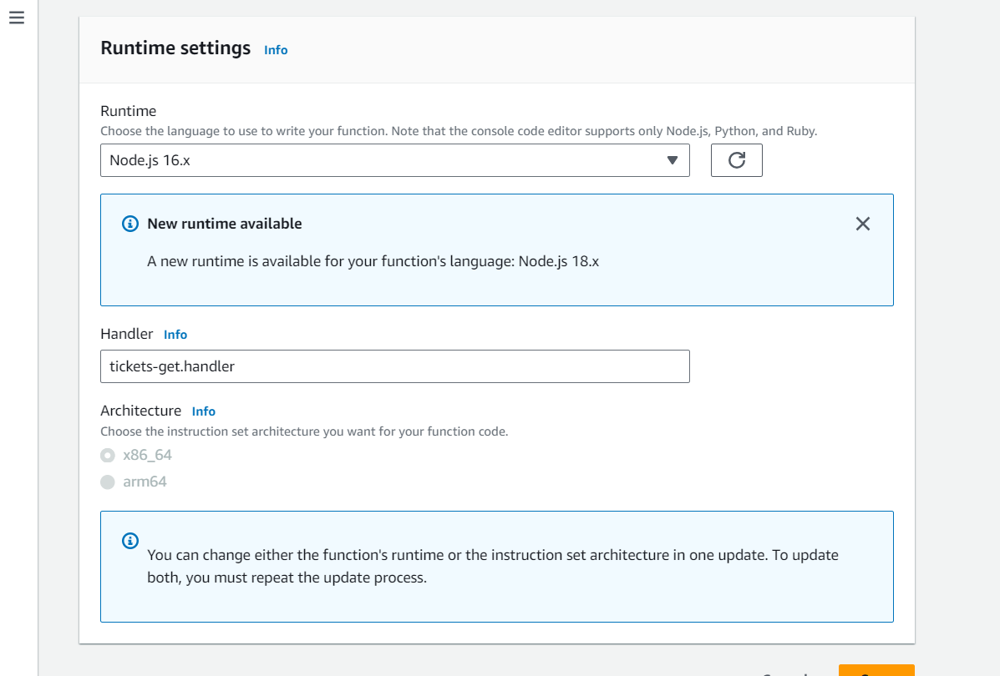 Runtime settings Info
Runtime
Choose the language to use to write your function. Note that the console code editor supports only Node.js, Python, and Ruby.
Node.js 16.x
New runtime available
A new runtime is available for your function's language: Node.js 18.x
Handler Info
tickets-get.handler
Architecture Info
Choose the instruction set architecture you want for your function code.
x86_64
arm64
You can change either the function's runtime or the instruction set architecture in one update. To update
both, you must repeat the update process.